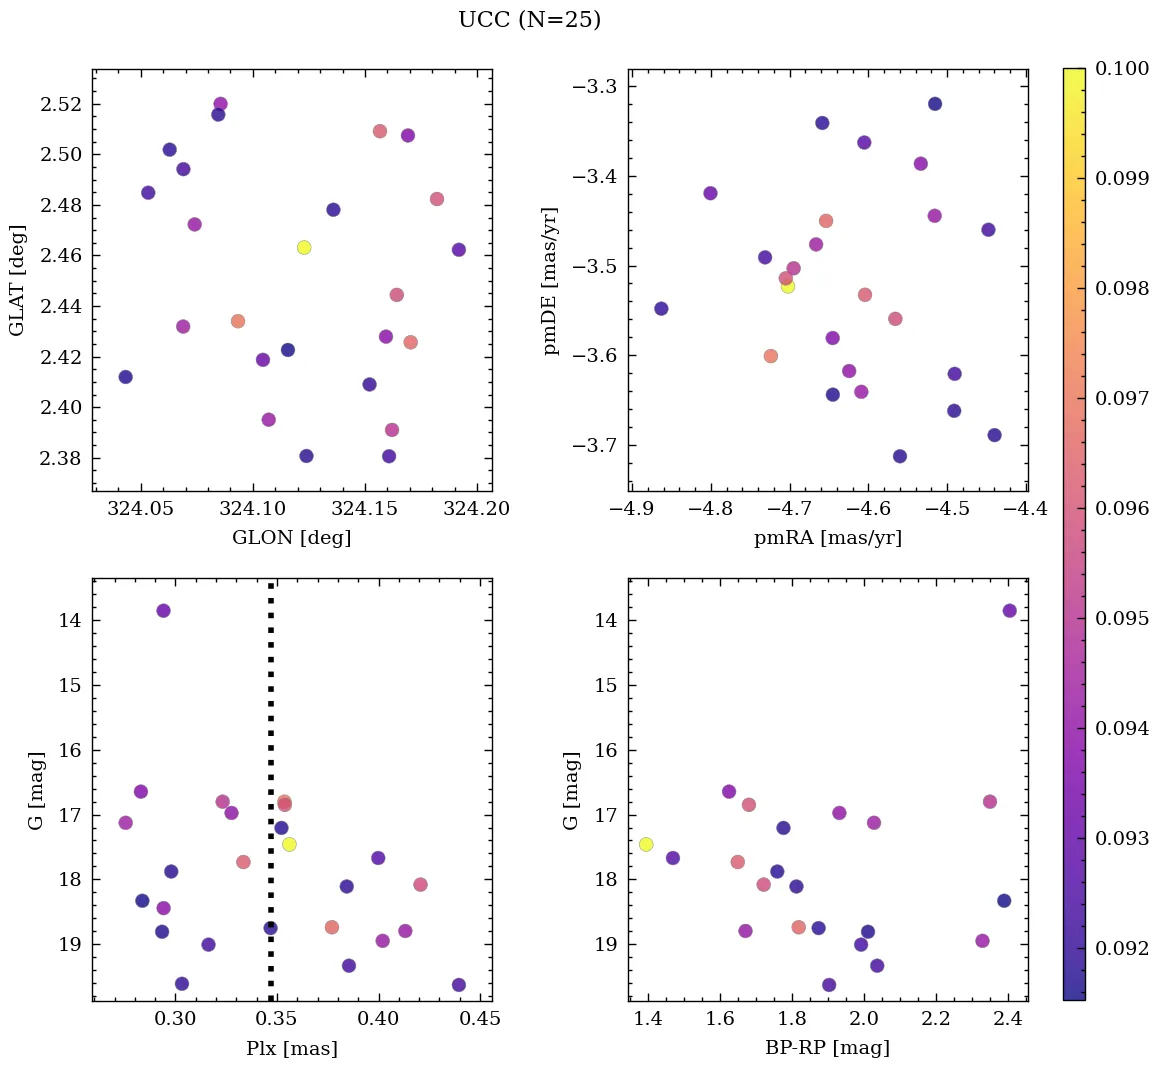 UCC (N=25)
2.52
2.50
2.48
2.46
2.44
2.42
2.40
2.38
GLAT [deg]
324.05 324.10 324.15 324.20
GLON [deg]
−3.3
−3.4
−3.5
−3.6
−3.7
pmDE [mas/yr]
−4.9 −4.8 −4.7 −4.6 −4.5 −4.4
pmRA [mas/yr]
14
15
16
17
18
19
G [mag]
0.30 0.35 0.40 0.45
Plx [mas]
14
15
16
17
18
19
G [mag]
1.4 1.6 1.8 2.0 2.2 2.4
BP-RP [mag]
0.100
0.099
0.098
0.097
0.096
0.095
0.094
0.093
0.092